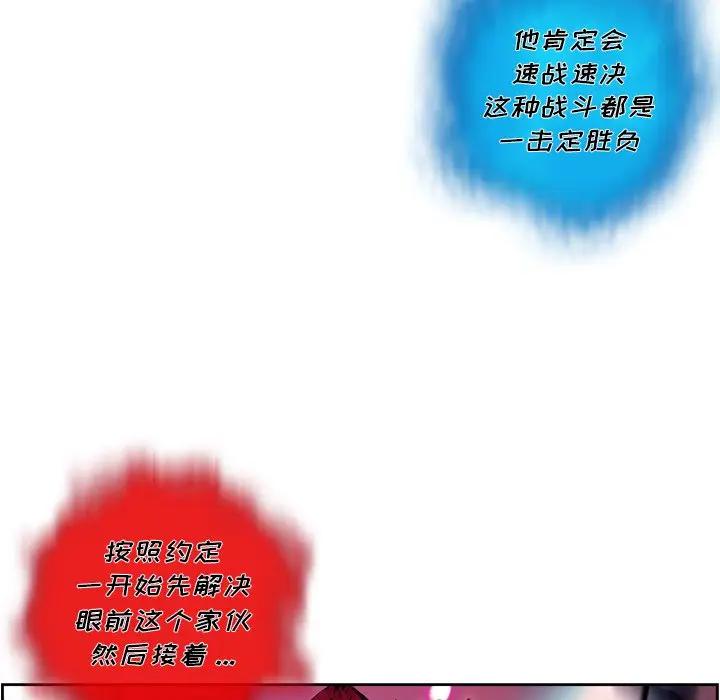 他肯定会
速战速决
这种战斗都是
一击定胜负
按照约定
一开始先解决
眼前这个家伙
然后接着...